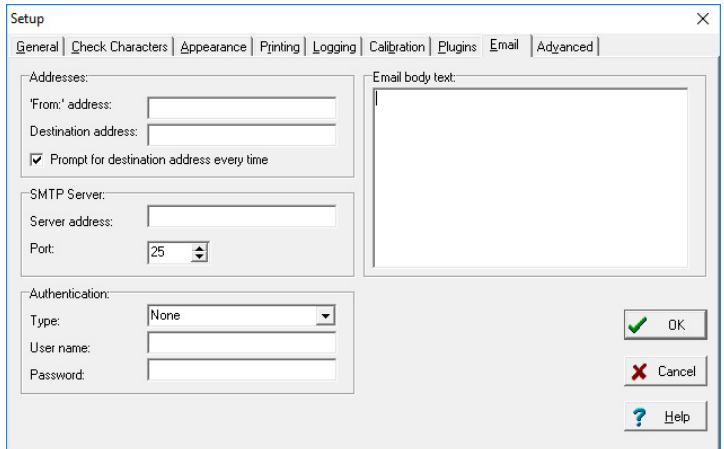 Setup
General Check Characters Appearance Printing Logging Calibration Plugins Email Advanced
Addresses:
'From:' address:
Destination address:
Prompt for destination address every time
SMTP Server:
Server address:
Port:
25
Authentication:
Type:
None
User name:
Password:
Email body text:
OK
Cancel
Help